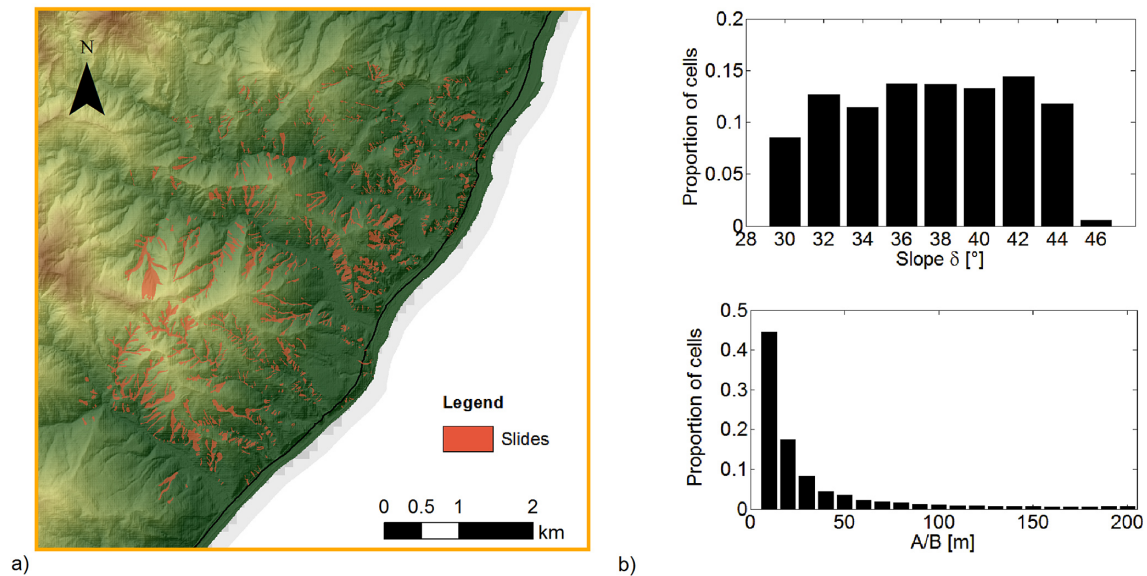 N
Legend
Slides
0 0.5 1 2
km
a)
0.2
0.15
0.1
0.05
0
Proportion of cells
28 30 32 34 36 38 40 42 44 46
Slope δ [°]
0.5
0.4
0.3
0.2
0.1
0
Proportion of cells
0 50 100 150 200
A/B [m]
b)